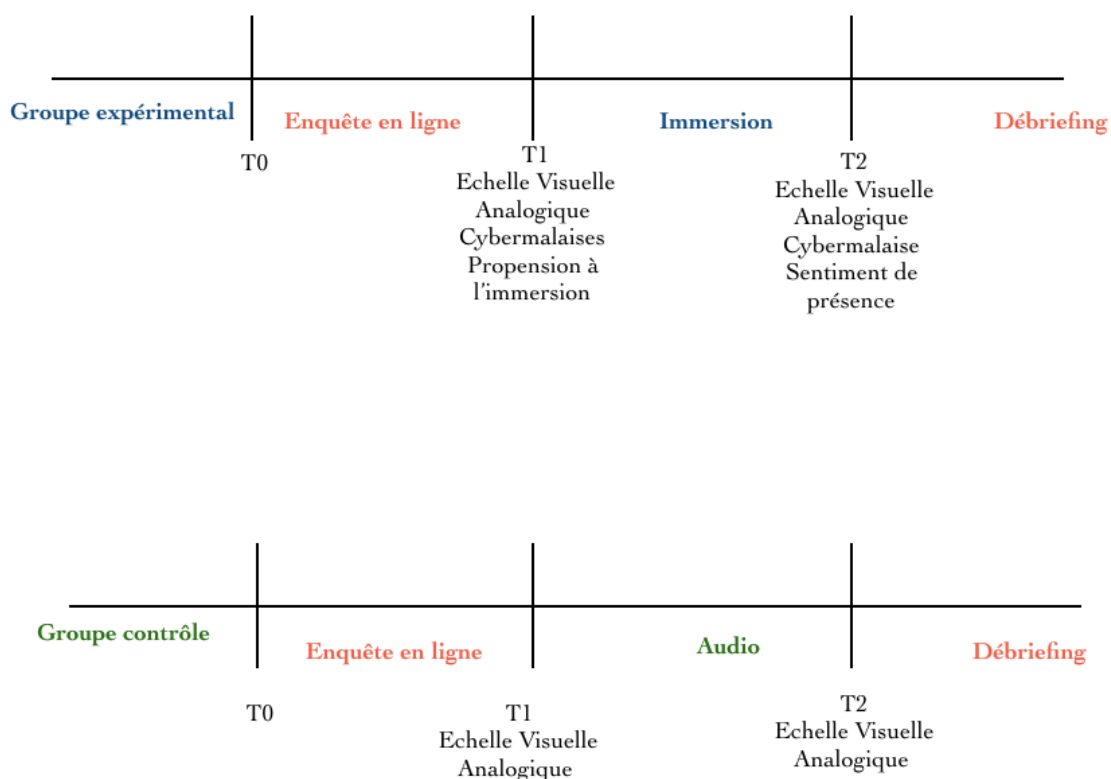 Groupe expérimental
Enquête en ligne
Immersion
Débriefing
T0
T1
Echelle Visuelle
Analogique
Cybermalaises
Propension à
l'immersion
T2
Echelle Visuelle
Analogique
Cybermalaise
Sentiment de
présence
Groupe contrôle
Enquête en ligne
Audio
Débriefing
T0
T1
Echelle Visuelle
Analogique
T2
Echelle Visuelle
Analogique